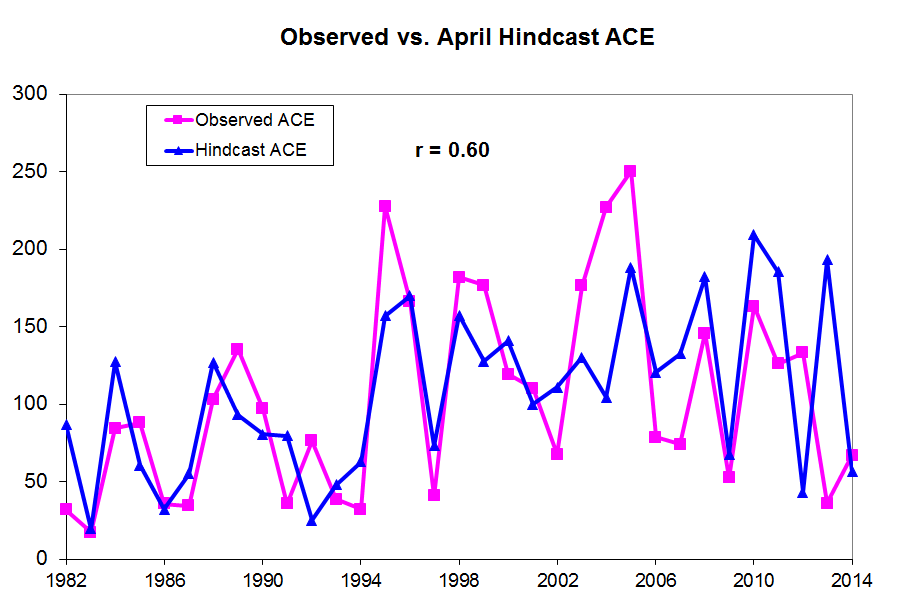 Observed vs. April Hindcast ACE
300
Observed ACE
Hindcast ACE
r = 0.60
250
200
150
100
50
0
1982 1986 1990 1994 1998 2002 2006 2010 2014